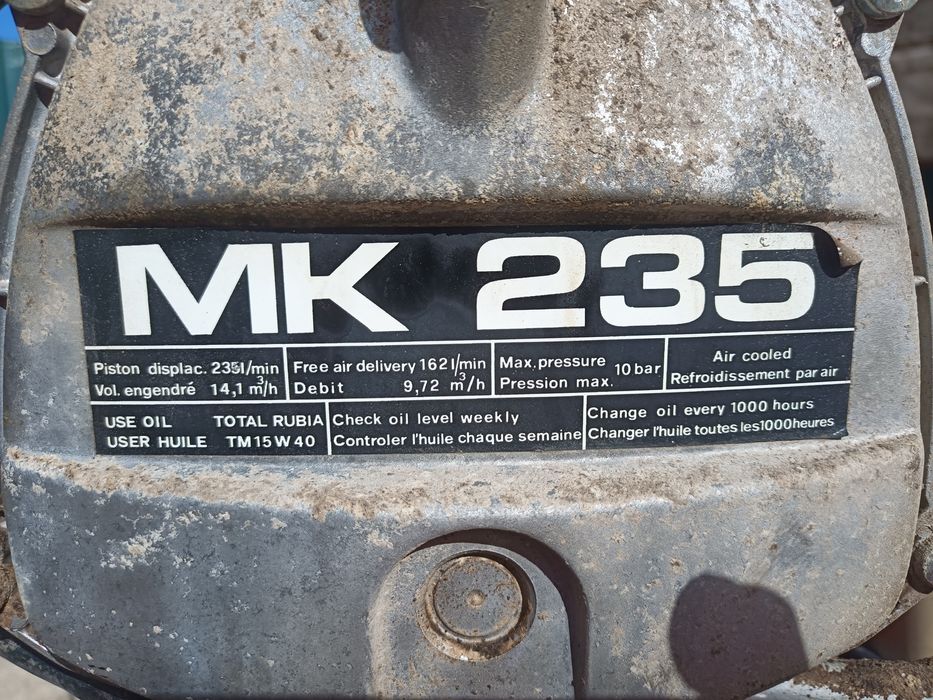 MK 235
Piston displac. 235l/min
Vol. engendré 14,1 m³/h
Free air delivery 162 l/min
Debit 9,72 m³/h
Max. pressure 10 bar
Pression max.
Air cooled
Refroidissement par air
USE OIL TOTAL RUBIA
USER HUILE TM15W40
Check oil level weekly
Controler l'huile chaque semaine
Change oil every 1000 hours
Changer l'huile toutes les1000heures